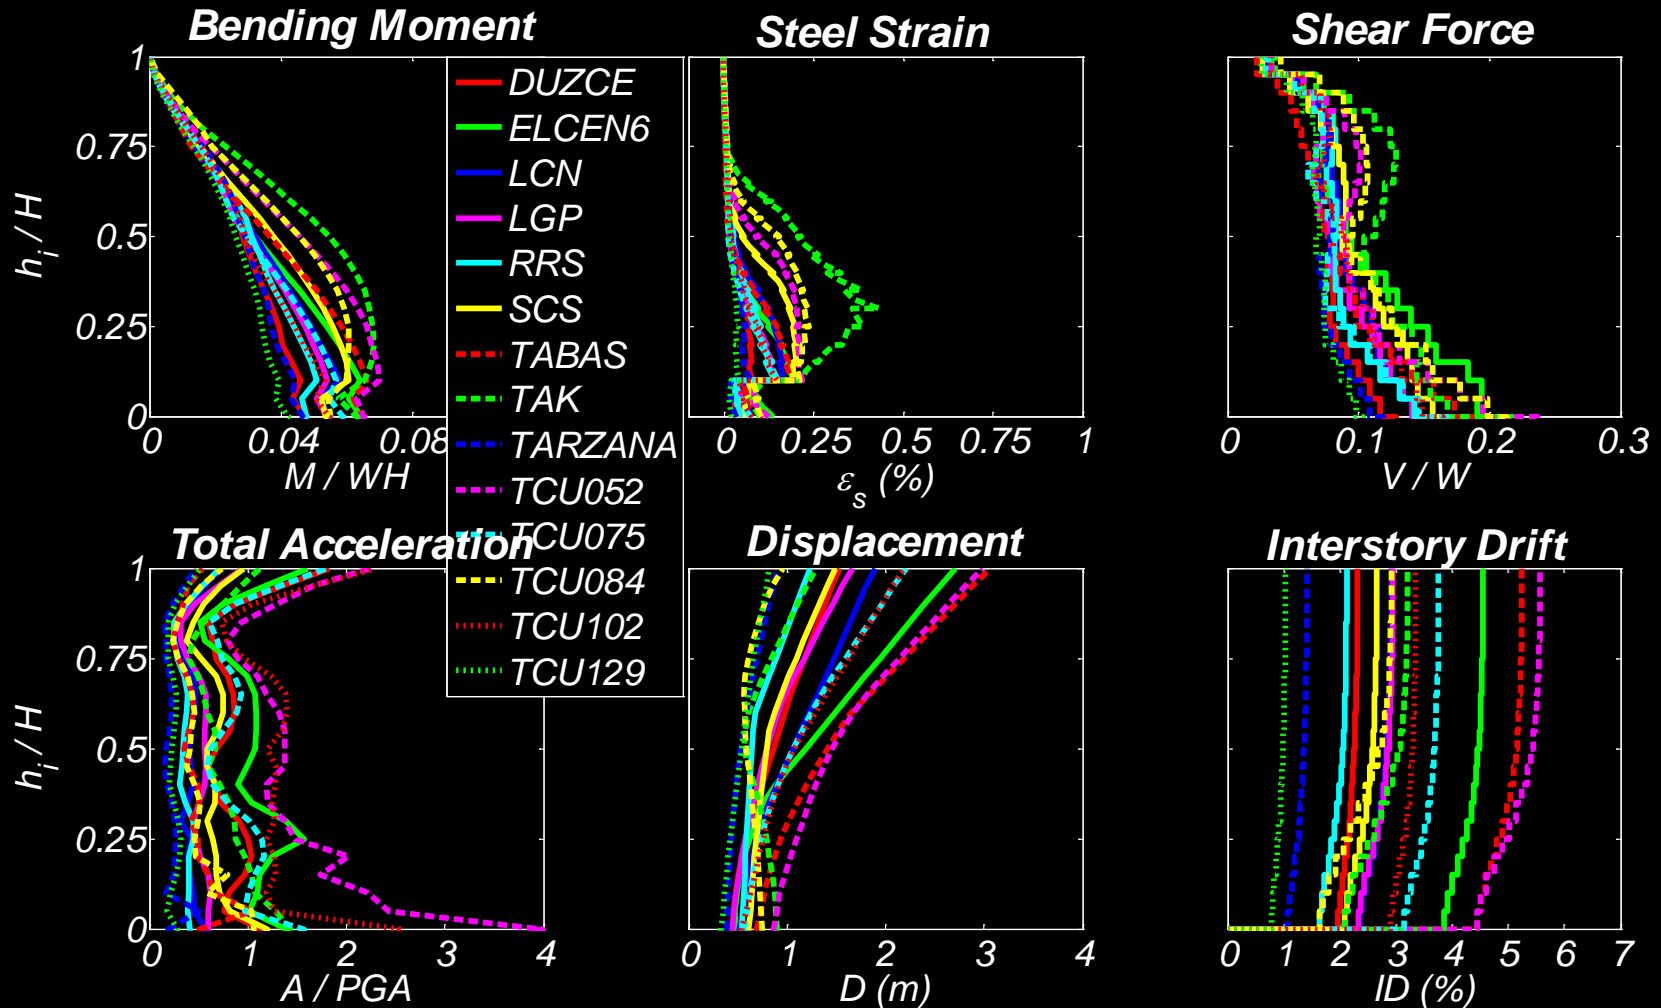 Bending Moment
Steel Strain
Shear Force
1
0.75
0.5
0.25
0
h_i / H
0 0.04 0.08
M / WH
DUZCE
ELCEN6
LCN
LGP
RRS
SCS
TABAS
TAK
TARZANA
TCU052
TCU075
TCU084
TCU102
TCU129
0 0.25 0.5 0.75 1
ε_s (%)
0 0.1 0.2 0.3
V / W
Total Acceleration
Displacement
Interstory Drift
1
0.75
0.5
0.25
0
h_i / H
0 1 2 3 4
A / PGA
0 1 2 3 4
D (m)
0 1 2 3 4 5 6 7
ID (%)